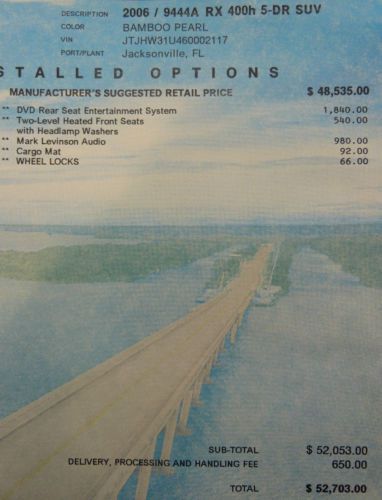 DESCRIPTION 2006 / 9444A RX 400h 5-DR SUV
COLOR BAMBOO PEARL
VIN JTJHW31U460002117
PORT/PLANT Jacksonville, FL
STALLED OPTIONS
MANUFACTURER'S SUGGESTED RETAIL PRICE $ 48,535.00
** DVD Rear Seat Entertainment System 1,840.00
** Two-Level Heated Front Seats 540.00
with Headlamp Washers
** Mark Levinson Audio 980.00
** Cargo Mat 92.00
** WHEEL LOCKS 66.00
SUB-TOTAL $ 52,053.00
DELIVERY, PROCESSING AND HANDLING FEE 650.00
TOTAL $ 52,703.00